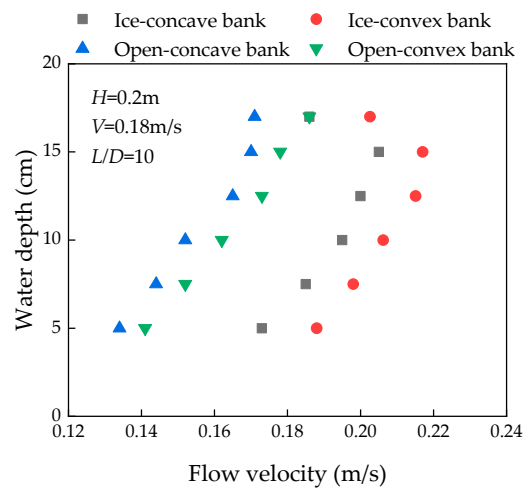 Ice-concave bank Ice-convex bank
Open-concave bank Open-convex bank
H=0.2m
V=0.18m/s
L/D=10
Water depth (cm)
20
15
10
5
0
0.12 0.14 0.16 0.18 0.20 0.22 0.24
Flow velocity (m/s)